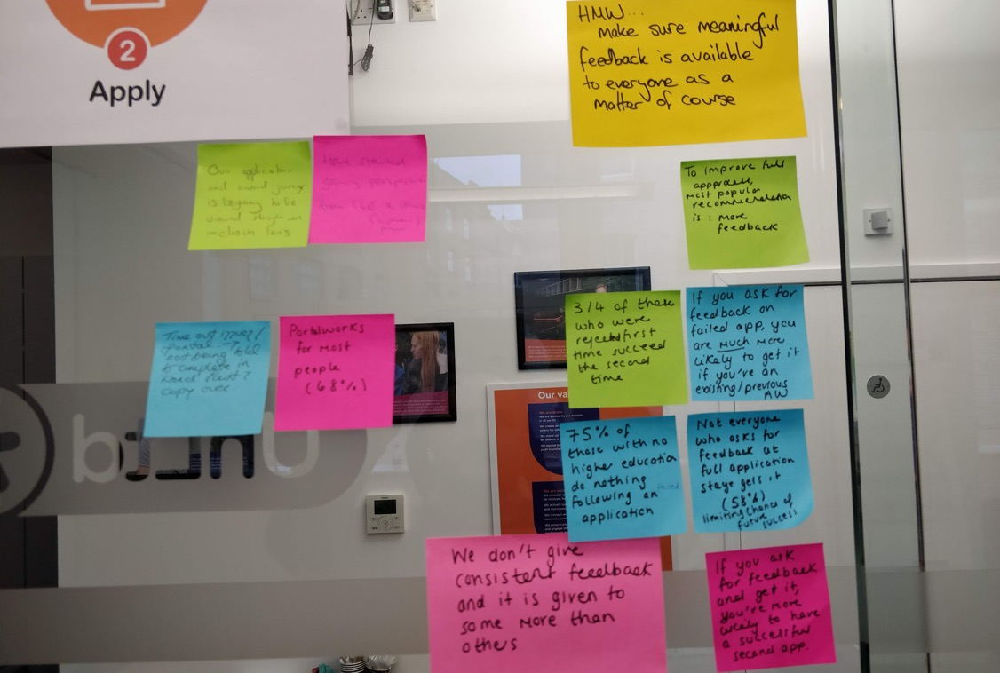 2
Apply
HMW...
make sure meaningful
feedback is available
to everyone as a
matter of course
Our application
and award journey
is beginning to be
viewed through an
inclusion lens
Have started
giving
from
To improve full
appproess,
most popular
recommendation
is : more
feedback
Time out issues/
portal
not being told
to complete in
word first?
copy over.
Portalworks
for most
people
(68%)
3/4 of those
who were
rejected first
time succeed
the second
time
If you ask for
feedback on
failed app, you
are much more
likely to get it
if you're an
existing/previous
AW
Our va
75% of
those with no
higher education
do nothing
following an failed
application
Not everyone
who asks for
feedback at
full application
stage gets it
(58%)
limiting chance of
future success
We don't give
consistent feedback
and it is given to
some more than
others
If you ask
for feedback
and get it,
you're more
likely to have
a successful
second app.